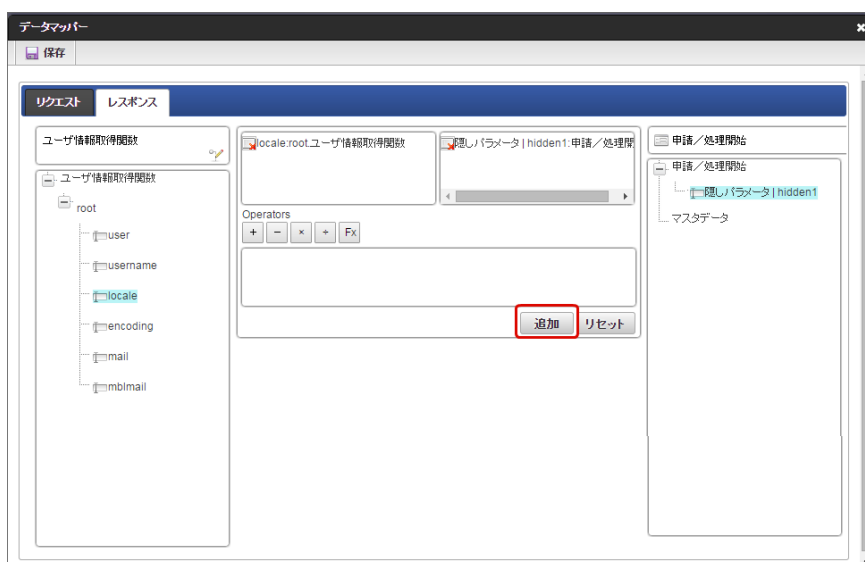 データマッパー
保存
リクエスト レスポンス
ユーザ情報取得関数
ユーザ情報取得関数
root
user
username
locale
encoding
mail
mblmail
locale:root.ユーザ情報取得関数
隠しパラメータ | hidden1:申請／処理開
Operators
+ − × ÷ Fx
追加 リセット
申請／処理開始
申請／処理開始
隠しパラメータ | hidden1
マスタデータ